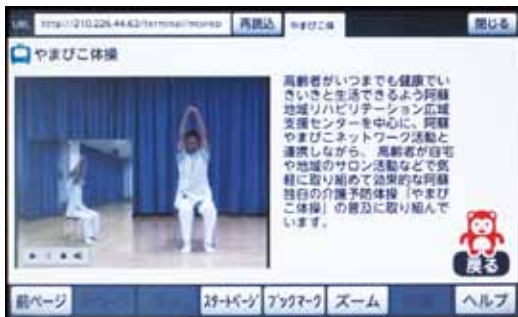 URL http://210.226.44.63/terminal/ 再読込 やまびこ体 閉じる
やまびこ体操
高齢者がいつまでも健康でい
きいきと生活できるよう阿蘇
地域リハビリテーション広域
支援センターを中心に、阿蘇
やまびこネットワーク活動と
連携しながら、高齢者が自宅
や地域のサロン活動などで気
軽に取り組めて効果的な阿蘇
独自の介護予防体操「やまび
こ体操」の普及に取り組んで
います。
戻る
前ページ スタートページ ブックマーク ズーム ヘルプ